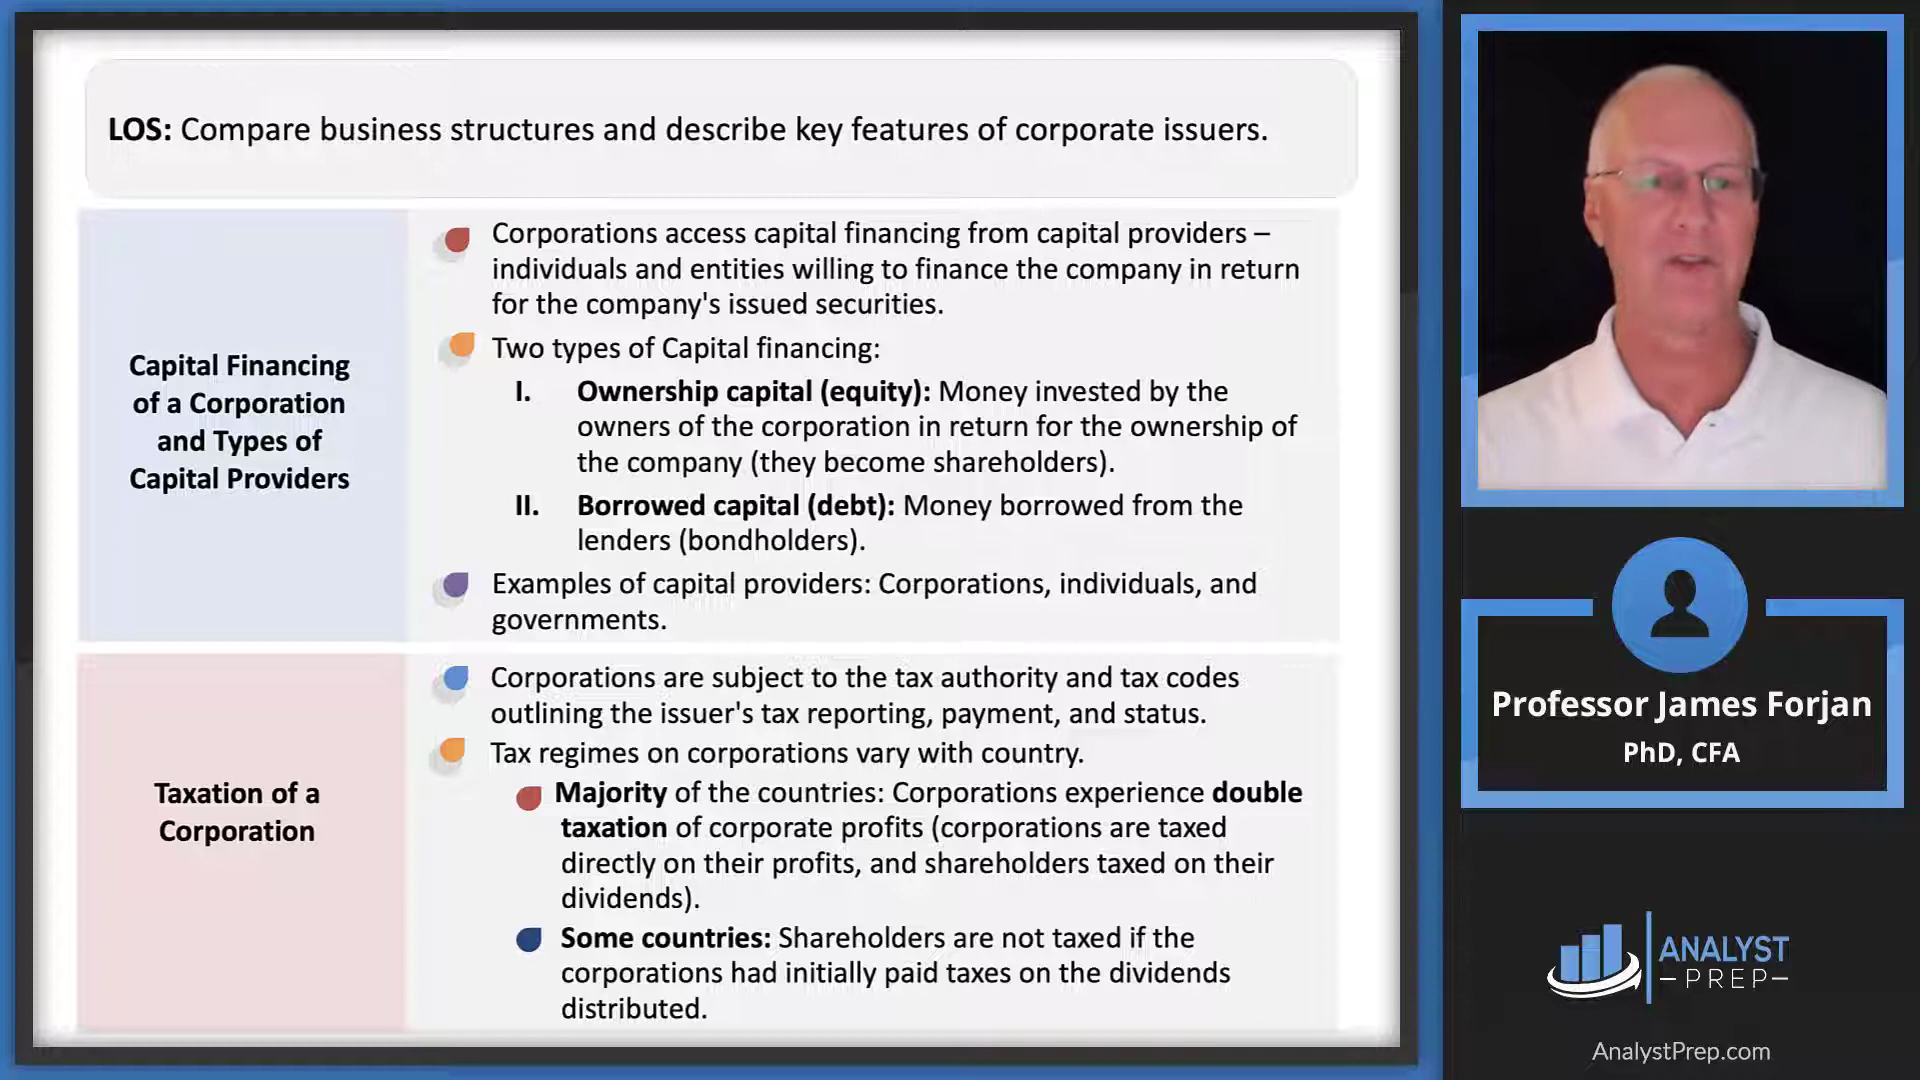 LOS: Compare business structures and describe key features of corporate issuers.
Capital Financing
of a Corporation
and Types of
Capital Providers
Corporations access capital financing from capital providers –
individuals and entities willing to finance the company in return
for the company's issued securities.
Two types of Capital financing:
I. Ownership capital (equity): Money invested by the
owners of the corporation in return for the ownership of
the company (they become shareholders).
II. Borrowed capital (debt): Money borrowed from the
lenders (bondholders).
Examples of capital providers: Corporations, individuals, and
governments.
Taxation of a
Corporation
Corporations are subject to the tax authority and tax codes
outlining the issuer's tax reporting, payment, and status.
Tax regimes on corporations vary with country.
Majority of the countries: Corporations experience double
taxation of corporate profits (corporations are taxed
directly on their profits, and shareholders taxed on their
dividends).
Some countries: Shareholders are not taxed if the
corporations had initially paid taxes on the dividends
distributed.
Professor James Forjan
PhD, CFA
ANALYST
PREP
AnalystPrep.com